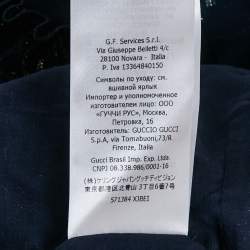 G.F. Services S.r.l.
Via Giuseppe Belletti 4/c
28100 Novara - Italia
P. Iva 13364840150
Символы по уходу: см.
вшивной ярлык
Импортер и уполномоченное
изготовителем лицо:
ООО «ГУЧЧИ РУС», Москва,
Петровка, 16
Изготовитель: GUCCIO GUCCI
S.p.A, via Tornabuoni,73/R,
Firenze, Italia
Gucci Brasil Imp. Exp. Ltda
CNPJ 08.338.986/0001-16
(株)ケリングジャパングッチディビジョン
東京都港区北青山3丁目6番7号
571384 XJBEI